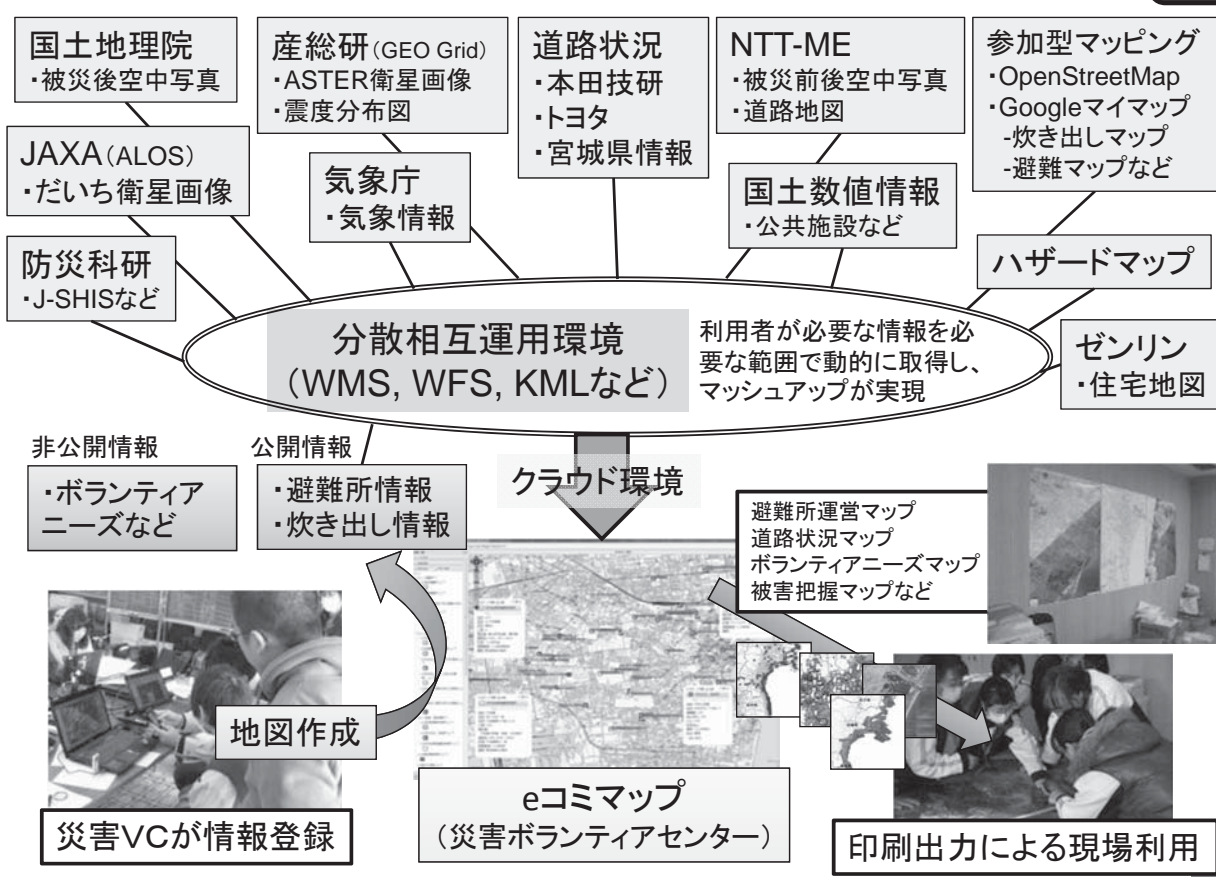 国土地理院
・被災後空中写真
産総研(GEO Grid)
・ASTER衛星画像
・震度分布図
道路状況
・本田技研
・トヨタ
・宮城県情報
NTT-ME
・被災前後空中写真
・道路地図
参加型マッピング
・OpenStreetMap
・Googleマイマップ
-炊き出しマップ
-避難マップなど
JAXA(ALOS)
・だいち衛星画像
気象庁
・気象情報
国土数値情報
・公共施設など
防災科研
・J-SHISなど
ハザードマップ
分散相互運用環境
(WMS, WFS, KMLなど)
利用者が必要な情報を必
要な範囲で動的に取得し、
マッシュアップが実現
ゼンリン
・住宅地図
非公開情報
・ボランティア
ニーズなど
公開情報
・避難所情報
・炊き出し情報
クラウド環境
避難所運営マップ
道路状況マップ
ボランティアニーズマップ
被害把握マップなど
地図作成
災害VCが情報登録
eコミマップ
(災害ボランティアセンター)
印刷出力による現場利用